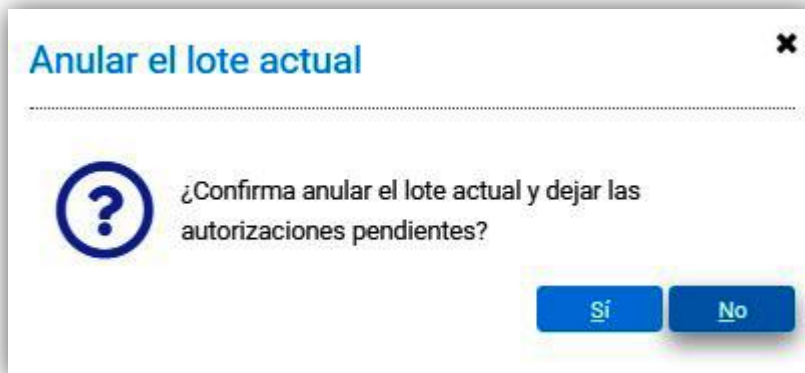 Anular el lote actual
¿Confirma anular el lote actual y dejar las
autorizaciones pendientes?
Sí
No